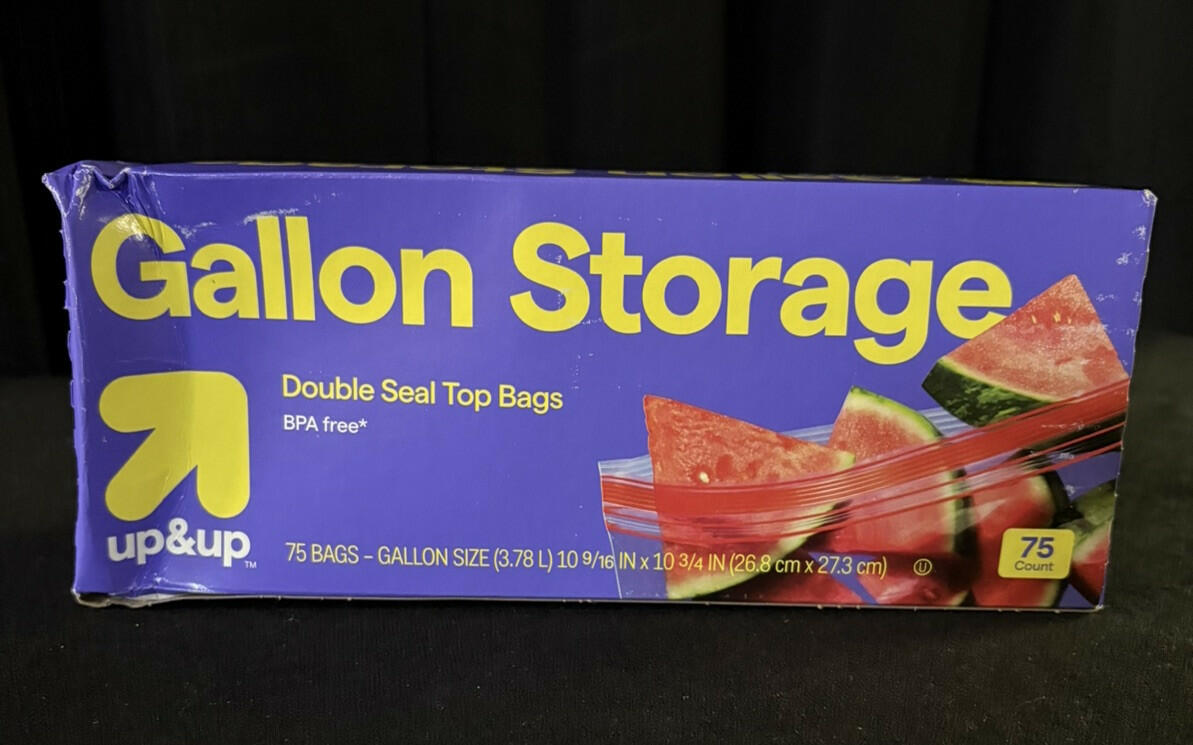 Gallon Storage
Double Seal Top Bags
BPA free*
up&up™
75 BAGS – GALLON SIZE (3.78 L) 10 9/16 IN x 10 3/4 IN (26.8 cm x 27.3 cm) Ⓤ
75
Count